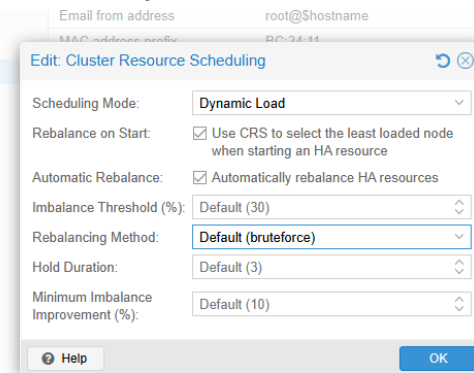 Email from address root@$hostname
MAC address prefix BC:24:11
Edit: Cluster Resource Scheduling
Scheduling Mode: Dynamic Load
Rebalance on Start: Use CRS to select the least loaded node
when starting an HA resource
Automatic Rebalance: Automatically rebalance HA resources
Imbalance Threshold (%): Default (30)
Rebalancing Method: Default (bruteforce)
Hold Duration: Default (3)
Minimum Imbalance
Improvement (%): Default (10)
Help OK